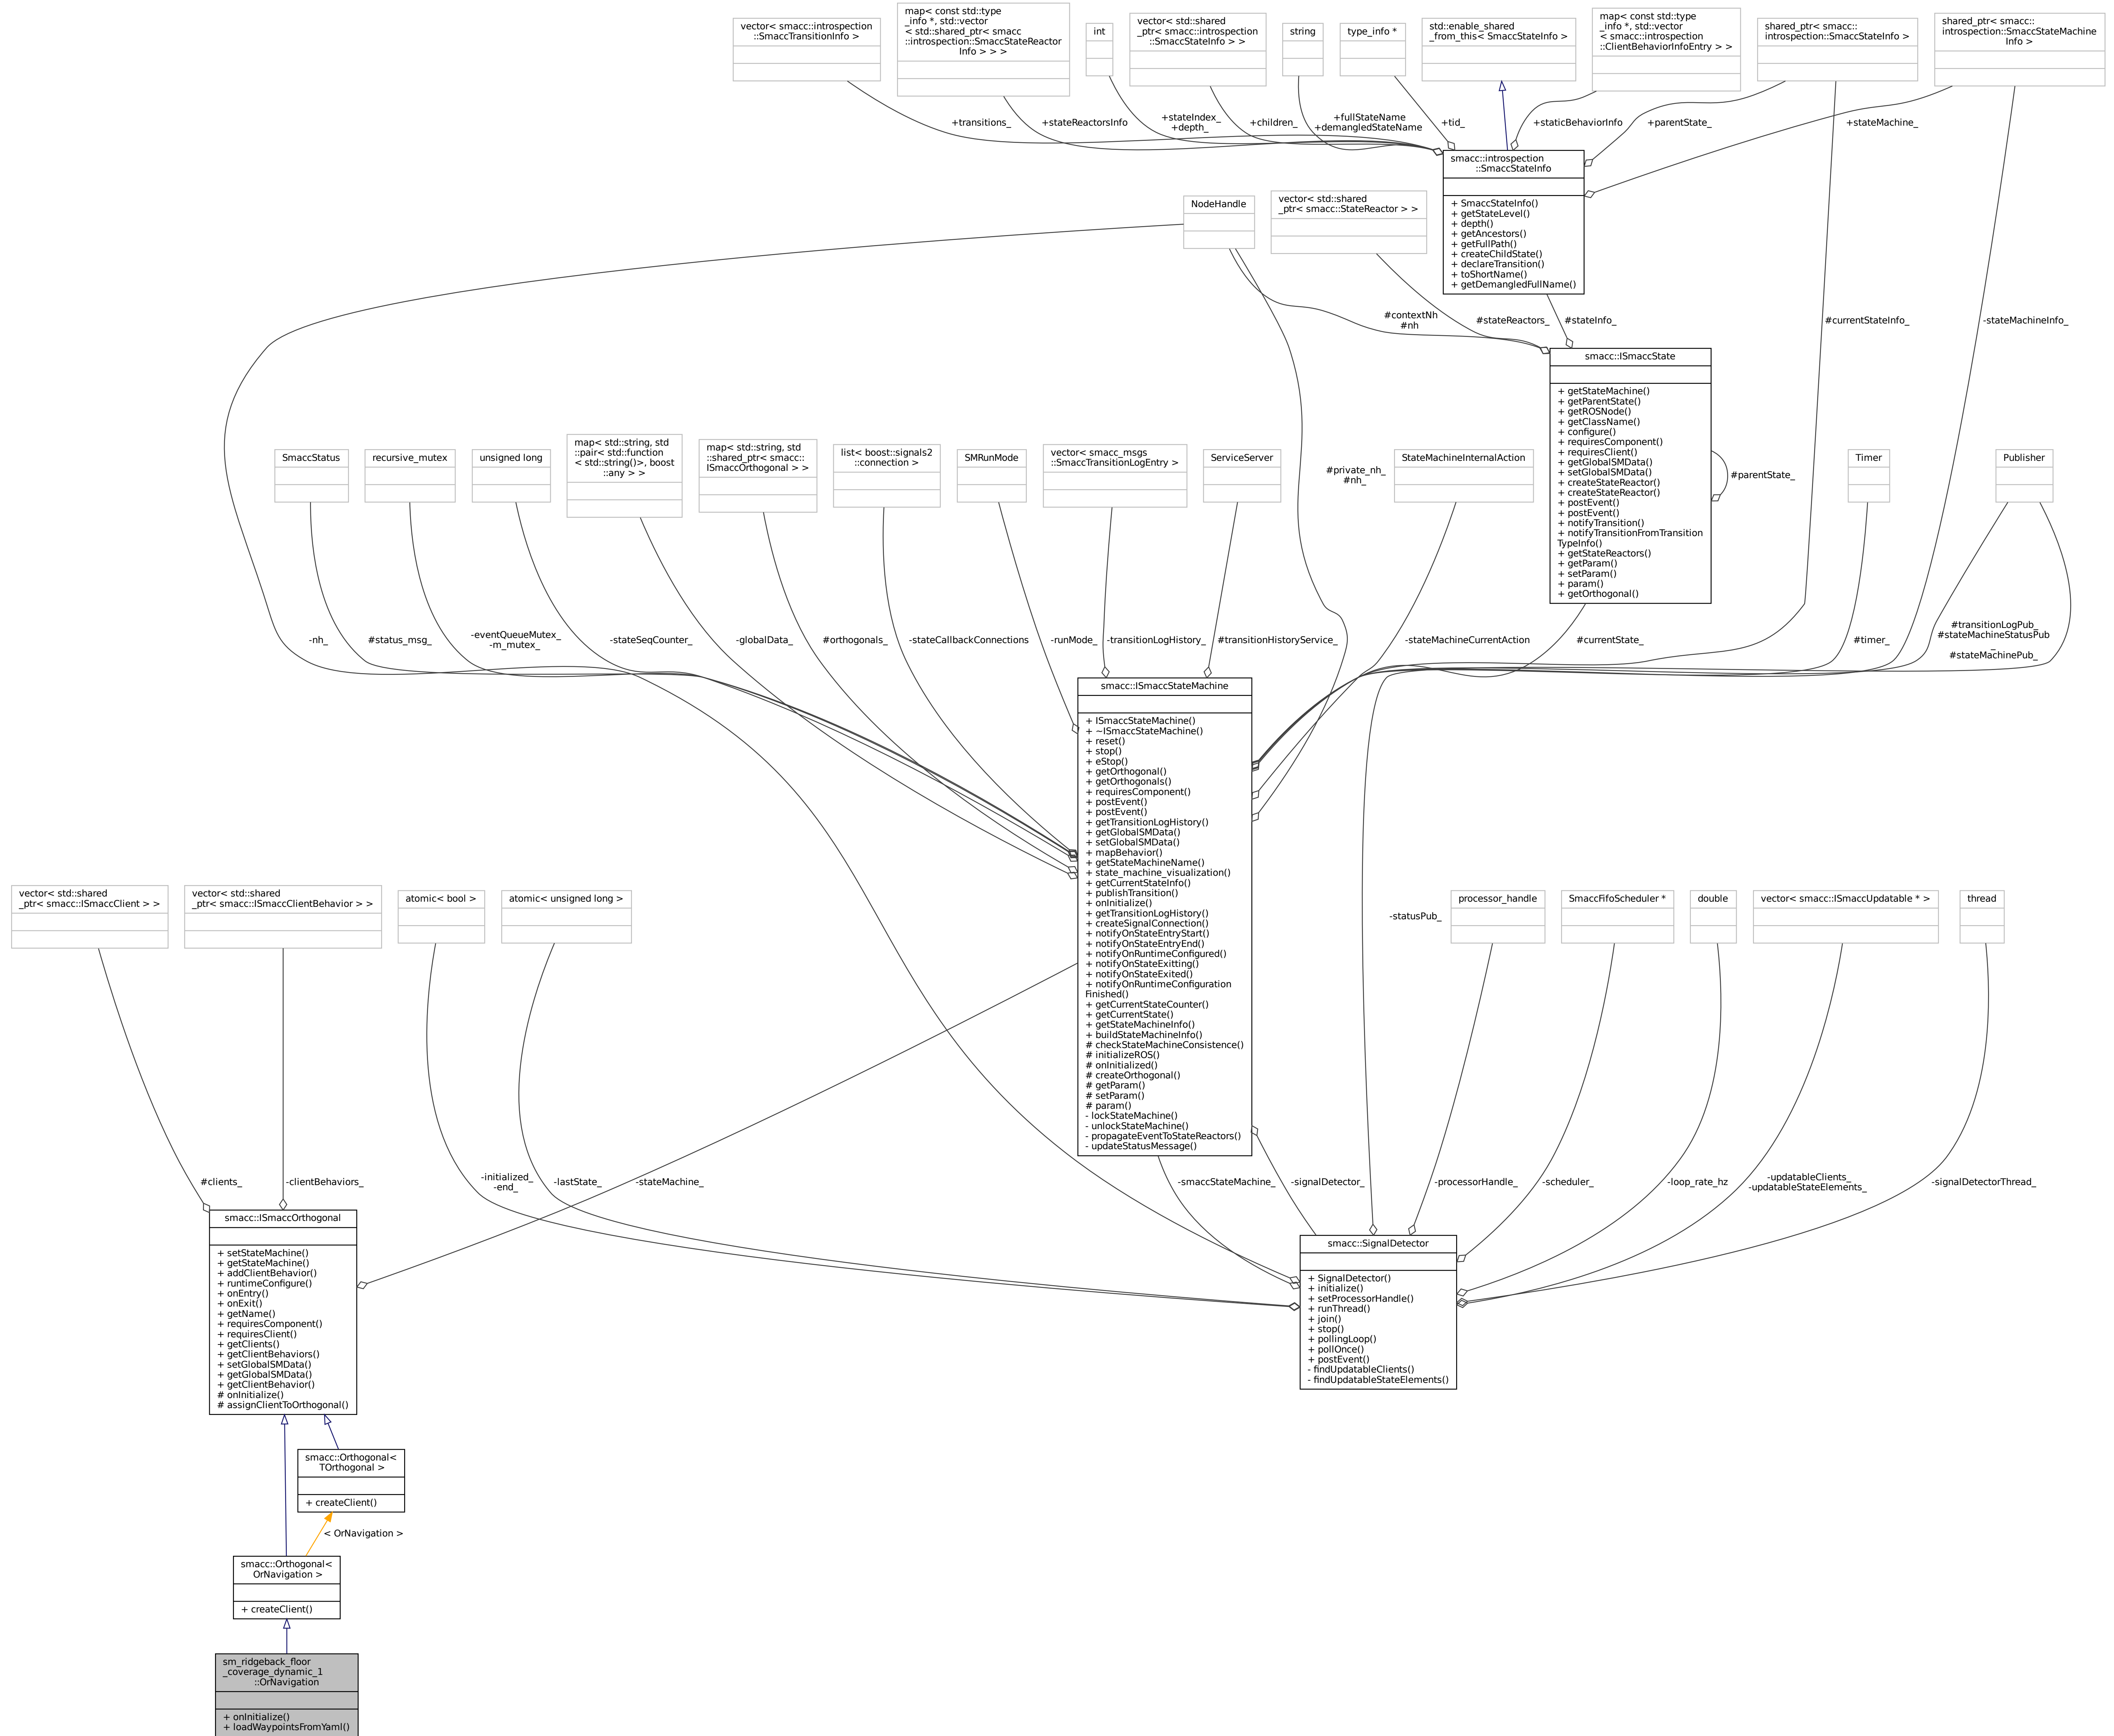 vector< smacc::introspection
::SmaccTransitionInfo >
map< const std::type
_info *, std::vector
< std::shared_ptr< smacc
::introspection::SmaccStateReactor
Info > > >
int
vector< std::shared
_ptr< smacc::introspection
::SmaccStateInfo > >
string
type_info *
std::enable_shared
_from_this< SmaccStateInfo >
map< const std::type
_info *, std::vector
< smacc::introspection
::ClientBehaviorInfoEntry > >
shared_ptr< smacc::
introspection::SmaccStateInfo >
shared_ptr< smacc::
introspection::SmaccStateMachine
Info >
+transitions_
+stateReactorsInfo
+stateIndex_
+depth_
+children_
+fullStateName
+demangledStateName
+tid_
+staticBehaviorInfo
+parentState_
+stateMachine_
smacc::introspection
::SmaccStateInfo
+ SmaccStateInfo()
+ getStateLevel()
+ depth()
+ getAncestors()
+ getFullPath()
+ createChildState()
+ declareTransition()
+ toShortName()
+ getDemangledFullName()
NodeHandle
vector< std::shared
_ptr< smacc::StateReactor > >
#contextNh
#nh
#stateReactors_
#stateInfo_
#currentStateInfo_
-stateMachineInfo_
smacc::ISmaccState
+ getStateMachine()
+ getParentState()
+ getROSNode()
+ getClassName()
+ configure()
+ requiresComponent()
+ requiresClient()
+ getGlobalSMData()
+ setGlobalSMData()
+ createStateReactor()
+ createStateReactor()
+ postEvent()
+ postEvent()
+ notifyTransition()
+ notifyTransitionFromTransition
TypeInfo()
+ getStateReactors()
+ getParam()
+ setParam()
+ param()
+ getOrthogonal()
#parentState_
SmaccStatus
recursive_mutex
unsigned long
map< std::string, std
::pair< std::function
< std::string()>, boost
::any > >
map< std::string, std
::shared_ptr< smacc::
ISmaccOrthogonal > >
list< boost::signals2
::connection >
SMRunMode
vector< smacc_msgs
::SmaccTransitionLogEntry >
ServiceServer
#private_nh_
#nh_
StateMachineInternalAction
Timer
Publisher
-nh_
#status_msg_
-eventQueueMutex_
-m_mutex_
-stateSeqCounter_
-globalData_
#orthogonals_
-stateCallbackConnections
-runMode_
-transitionLogHistory_
#transitionHistoryService_
-stateMachineCurrentAction
#currentState_
#timer_
#transitionLogPub_
#stateMachineStatusPub
_
#stateMachinePub_
smacc::ISmaccStateMachine
+ ISmaccStateMachine()
+ ~ISmaccStateMachine()
+ reset()
+ stop()
+ eStop()
+ getOrthogonal()
+ getOrthogonals()
+ requiresComponent()
+ postEvent()
+ postEvent()
+ getTransitionLogHistory()
+ getGlobalSMData()
+ setGlobalSMData()
+ mapBehavior()
+ getStateMachineName()
+ state_machine_visualization()
+ getCurrentStateInfo()
+ publishTransition()
+ onInitialize()
+ getTransitionLogHistory()
+ createSignalConnection()
+ notifyOnStateEntryStart()
+ notifyOnStateEntryEnd()
+ notifyOnRuntimeConfigured()
+ notifyOnStateExitting()
+ notifyOnStateExited()
+ notifyOnRuntimeConfiguration
Finished()
+ getCurrentStateCounter()
+ getCurrentState()
+ getStateMachineInfo()
+ buildStateMachineInfo()
# checkStateMachineConsistence()
# initializeROS()
# onInitialized()
# createOrthogonal()
# getParam()
# setParam()
# param()
- lockStateMachine()
- unlockStateMachine()
- propagateEventToStateReactors()
- updateStatusMessage()
vector< std::shared
_ptr< smacc::ISmaccClient > >
vector< std::shared
_ptr< smacc::ISmaccClientBehavior > >
atomic< bool >
atomic< unsigned long >
-statusPub_
processor_handle
SmaccFifoScheduler *
double
vector< smacc::ISmaccUpdatable * >
thread
#clients_
-clientBehaviors_
-initialized_
-end_
-lastState_
-stateMachine_
-smaccStateMachine_
-signalDetector_
-processorHandle_
-scheduler_
-loop_rate_hz
-updatableClients_
-updatableStateElements_
-signalDetectorThread_
smacc::ISmaccOrthogonal
+ setStateMachine()
+ getStateMachine()
+ addClientBehavior()
+ runtimeConfigure()
+ onEntry()
+ onExit()
+ getName()
+ requiresComponent()
+ requiresClient()
+ getClients()
+ getClientBehaviors()
+ setGlobalSMData()
+ getGlobalSMData()
+ getClientBehavior()
# onInitialize()
# assignClientToOrthogonal()
smacc::SignalDetector
+ SignalDetector()
+ initialize()
+ setProcessorHandle()
+ runThread()
+ join()
+ stop()
+ pollingLoop()
+ pollOnce()
+ postEvent()
- findUpdatableClients()
- findUpdatableStateElements()
smacc::Orthogonal<
TOrthogonal >
+ createClient()
< OrNavigation >
smacc::Orthogonal<
OrNavigation >
+ createClient()
sm_ridgeback_floor
_coverage_dynamic_1
::OrNavigation
+ onInitialize()
+ loadWaypointsFromYaml()